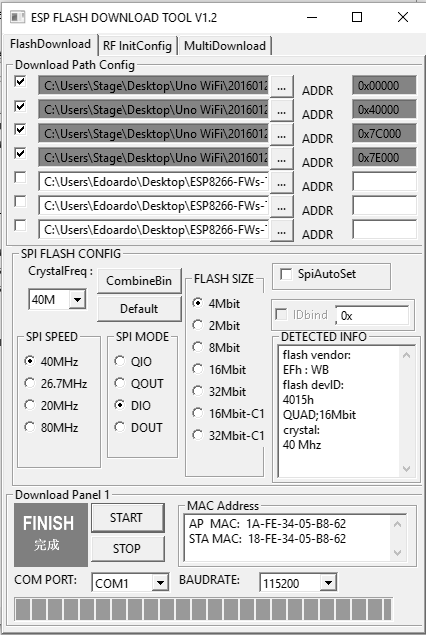 ESP FLASH DOWNLOAD TOOL V1.2
FlashDownload RF InitConfig MultiDownload
Download Path Config
C:\Users\Stage\Desktop\Uno WiFi\2016012 ... ADDR 0x00000
C:\Users\Stage\Desktop\Uno WiFi\2016012 ... ADDR 0x40000
C:\Users\Stage\Desktop\Uno WiFi\2016012 ... ADDR 0x7C000
C:\Users\Stage\Desktop\Uno WiFi\2016012 ... ADDR 0x7E000
C:\Users\Edoardo\Desktop\ESP8266-FWs- ... ADDR
C:\Users\Edoardo\Desktop\ESP8266-FWs- ... ADDR
C:\Users\Edoardo\Desktop\ESP8266-FWs- ... ADDR
SPI FLASH CONFIG
CrystalFreq :
40M
CombineBin
Default
SPI SPEED
40MHz
26.7MHz
20MHz
80MHz
SPI MODE
QIO
QOUT
DIO
DOUT
FLASH SIZE
4Mbit
2Mbit
8Mbit
16Mbit
32Mbit
16Mbit-C1
32Mbit-C1
SpiAutoSet
IDbind 0x
DETECTED INFO
flash vendor:
EFh : WB
flash devID:
4015h
QUAD;16Mbit
crystal:
40 Mhz
Download Panel 1
FINISH
完成
START
STOP
MAC Address
AP MAC: 1A-FE-34-05-B8-62
STA MAC: 18-FE-34-05-B8-62
COM PORT: COM1 BAUDRATE: 115200